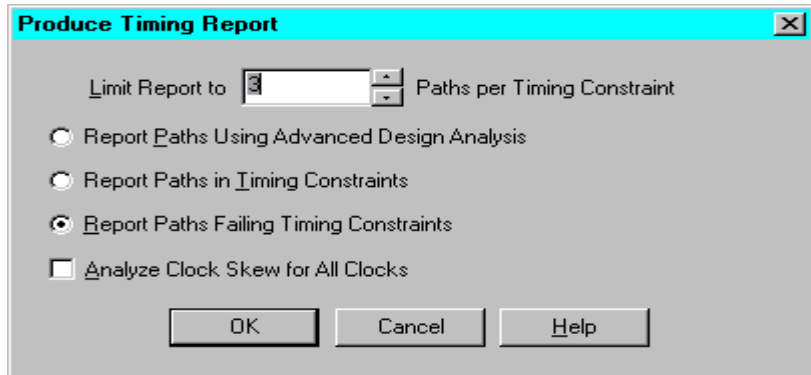 Produce Timing Report
Limit Report to 3 Paths per Timing Constraint
Report Paths Using Advanced Design Analysis
Report Paths in Timing Constraints
Report Paths Failing Timing Constraints
Analyze Clock Skew for All Clocks
OK Cancel Help